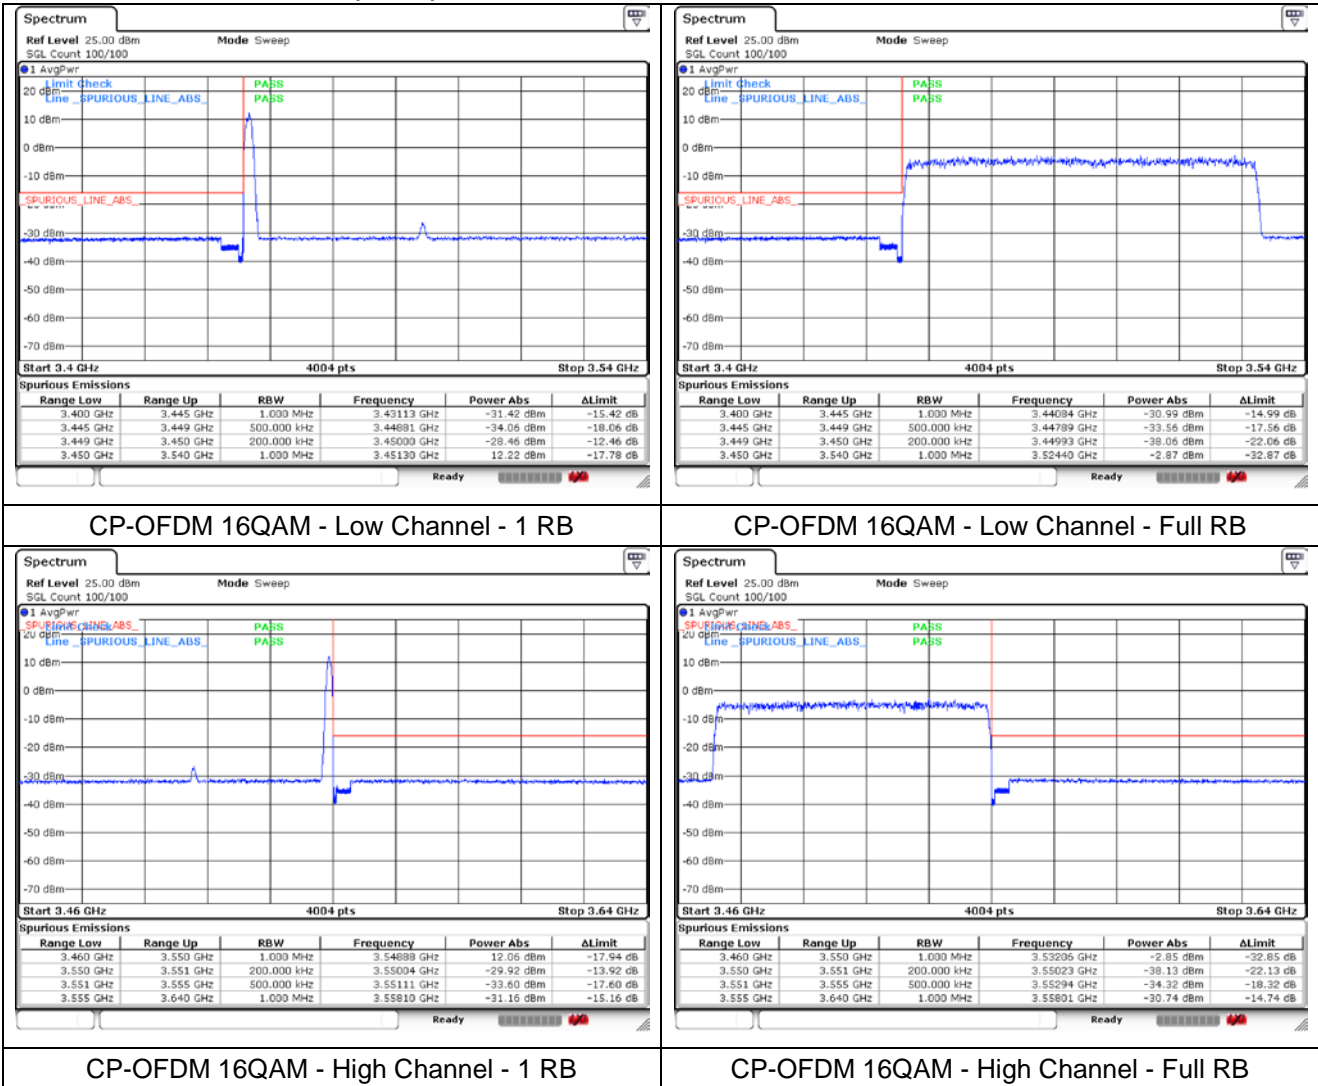 Spectrum
Ref Level 25.00 dBm Mode Sweep
SGL Count 100/100
1 AvgPwr
Limit Check PASS
20 dBm
Line _SPURIOUS_LINE_ABS_ PASS
10 dBm
0 dBm
-10 dBm
_SPURIOUS_LINE_ABS_
-20 dBm
-30 dBm
-40 dBm
-50 dBm
-60 dBm
-70 dBm
Start 3.4 GHz 4004 pts Stop 3.54 GHz
Spurious Emissions
Range Low Range Up RBW Frequency Power Abs ΔLimit
3.400 GHz 3.445 GHz 1.000 MHz 3.43113 GHz -31.42 dBm -15.42 dB
3.445 GHz 3.449 GHz 500.000 kHz 3.44881 GHz -34.06 dBm -18.06 dB
3.449 GHz 3.450 GHz 200.000 kHz 3.45000 GHz -28.46 dBm -12.46 dB
3.450 GHz 3.540 GHz 1.000 MHz 3.45130 GHz 12.22 dBm -17.78 dB
Ready
CP-OFDM 16QAM - Low Channel - 1 RB
Spectrum
Ref Level 25.00 dBm Mode Sweep
SGL Count 100/100
1 AvgPwr
Limit Check PASS
20 dBm
Line _SPURIOUS_LINE_ABS_ PASS
10 dBm
0 dBm
-10 dBm
_SPURIOUS_LINE_ABS_
-20 dBm
-30 dBm
-40 dBm
-50 dBm
-60 dBm
-70 dBm
Start 3.4 GHz 4004 pts Stop 3.54 GHz
Spurious Emissions
Range Low Range Up RBW Frequency Power Abs ΔLimit
3.400 GHz 3.445 GHz 1.000 MHz 3.44084 GHz -30.99 dBm -14.99 dB
3.445 GHz 3.449 GHz 500.000 kHz 3.44789 GHz -33.56 dBm -17.56 dB
3.449 GHz 3.450 GHz 200.000 kHz 3.44993 GHz -38.06 dBm -22.06 dB
3.450 GHz 3.540 GHz 1.000 MHz 3.52440 GHz -2.87 dBm -32.87 dB
Ready
CP-OFDM 16QAM - Low Channel - Full RB
Spectrum
Ref Level 25.00 dBm Mode Sweep
SGL Count 100/100
1 AvgPwr
_SPURIOUS_LINE_ABS_
Limit Check PASS
20 dBm
Line _SPURIOUS_LINE_ABS_ PASS
10 dBm
0 dBm
-10 dBm
-20 dBm
-30 dBm
-40 dBm
-50 dBm
-60 dBm
-70 dBm
Start 3.46 GHz 4004 pts Stop 3.64 GHz
Spurious Emissions
Range Low Range Up RBW Frequency Power Abs ΔLimit
3.460 GHz 3.550 GHz 1.000 MHz 3.54888 GHz 12.06 dBm -17.94 dB
3.550 GHz 3.551 GHz 200.000 kHz 3.55004 GHz -29.92 dBm -13.92 dB
3.551 GHz 3.555 GHz 500.000 kHz 3.55111 GHz -33.60 dBm -17.60 dB
3.555 GHz 3.640 GHz 1.000 MHz 3.55810 GHz -31.16 dBm -15.16 dB
Ready
CP-OFDM 16QAM - High Channel - 1 RB
Spectrum
Ref Level 25.00 dBm Mode Sweep
SGL Count 100/100
1 AvgPwr
_SPURIOUS_LINE_ABS_
Limit Check PASS
20 dBm
Line _SPURIOUS_LINE_ABS_ PASS
10 dBm
0 dBm
-10 dBm
-20 dBm
-30 dBm
-40 dBm
-50 dBm
-60 dBm
-70 dBm
Start 3.46 GHz 4004 pts Stop 3.64 GHz
Spurious Emissions
Range Low Range Up RBW Frequency Power Abs ΔLimit
3.460 GHz 3.550 GHz 1.000 MHz 3.53206 GHz -2.85 dBm -32.85 dB
3.550 GHz 3.551 GHz 200.000 kHz 3.55023 GHz -38.13 dBm -22.13 dB
3.551 GHz 3.555 GHz 500.000 kHz 3.55294 GHz -34.32 dBm -18.32 dB
3.555 GHz 3.640 GHz 1.000 MHz 3.55801 GHz -30.74 dBm -14.74 dB
Ready
CP-OFDM 16QAM - High Channel - Full RB